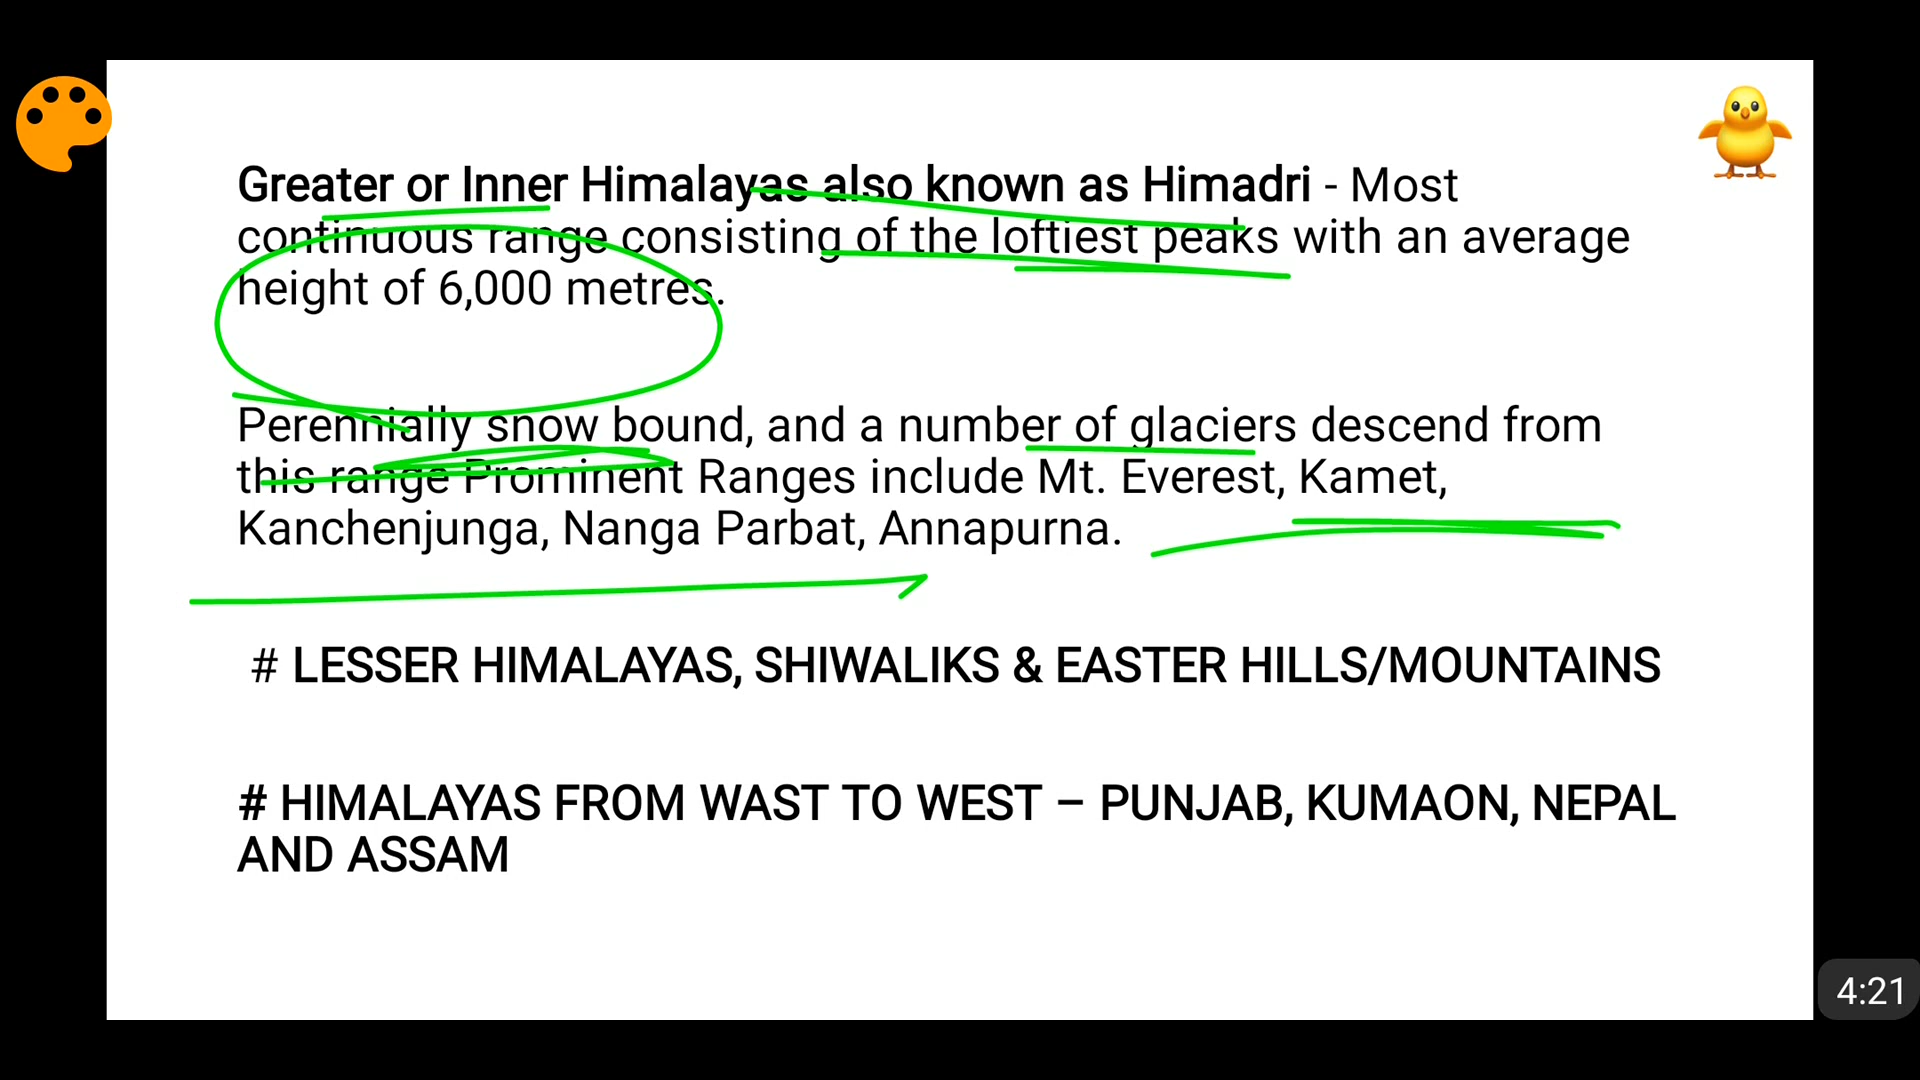 Greater or Inner Himalayas also known as Himadri - Most
continuous range consisting of the loftiest peaks with an average
height of 6,000 metres.
Perennially snow bound, and a number of glaciers descend from
this range Prominent Ranges include Mt. Everest, Kamet,
Kanchenjunga, Nanga Parbat, Annapurna.
# LESSER HIMALAYAS, SHIWALIKS & EASTER HILLS/MOUNTAINS
# HIMALAYAS FROM WAST TO WEST – PUNJAB, KUMAON, NEPAL
AND ASSAM
4:21